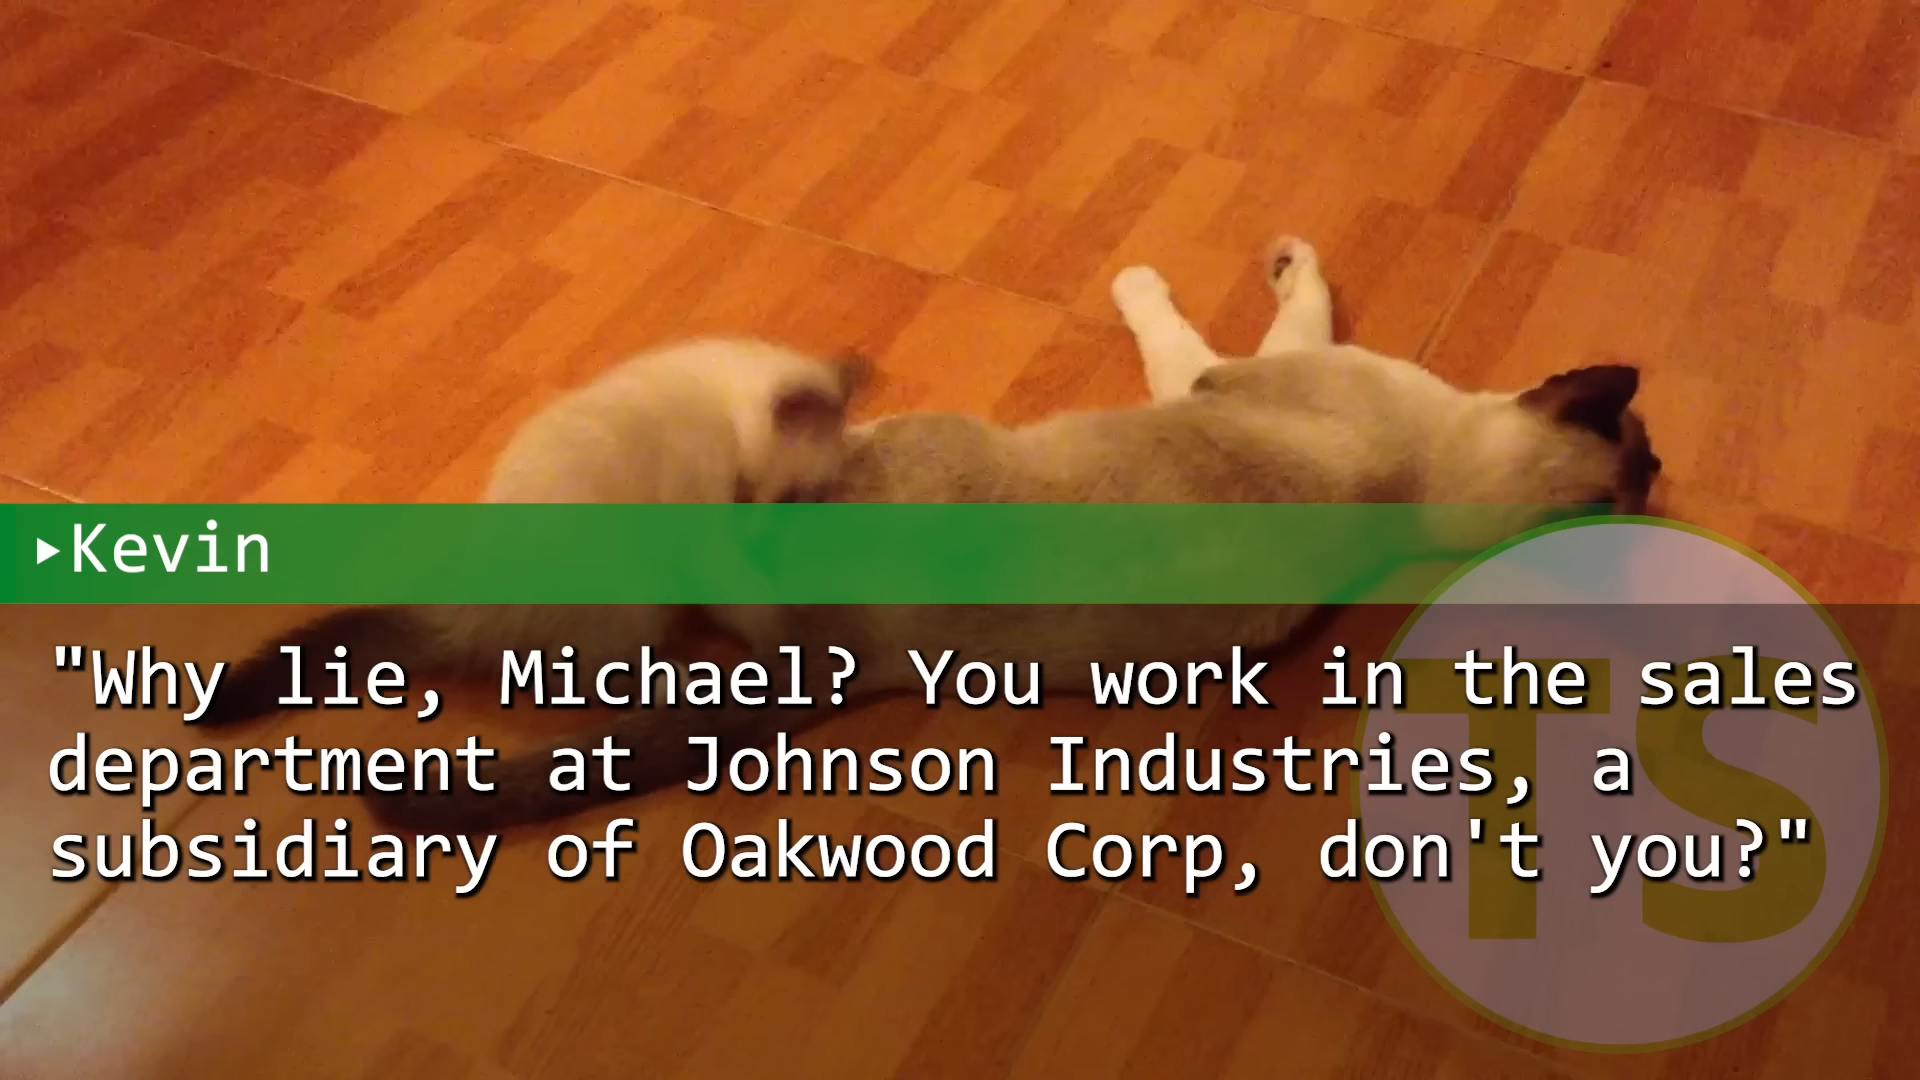 Kevin
"Why lie, Michael? You work in the sales
department at Johnson Industries, a
subsidiary of Oakwood Corp, don't you?"
TS